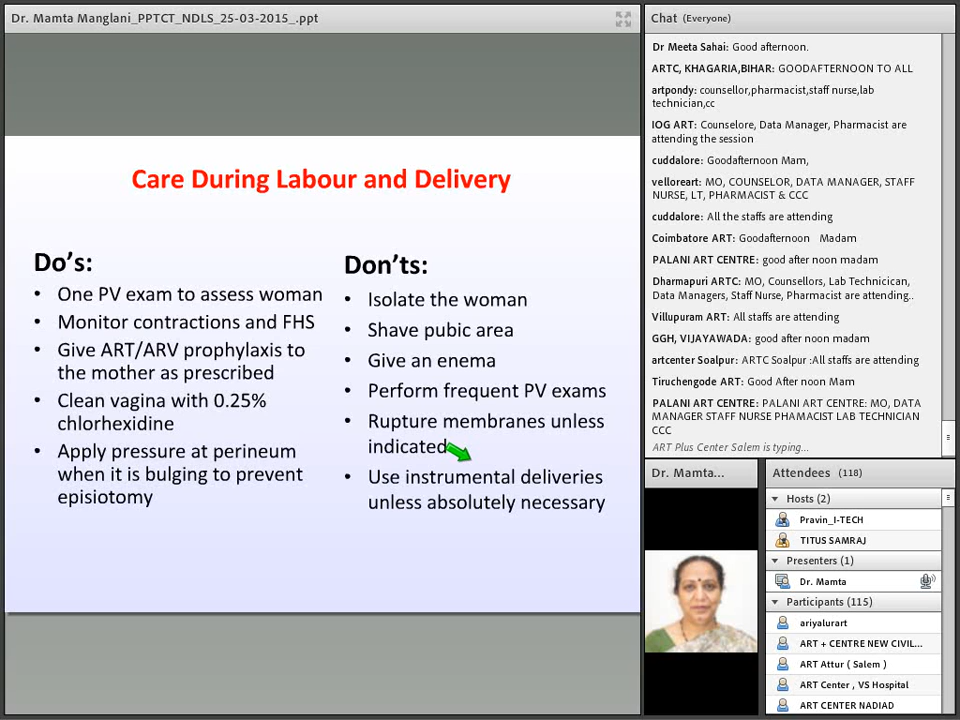 Dr. Mamta Manglani_PPTCT_NDLS_25-03-2015_.ppt
Care During Labour and Delivery
Do’s:
• One PV exam to assess woman
• Monitor contractions and FHS
• Give ART/ARV prophylaxis to
the mother as prescribed
• Clean vagina with 0.25%
chlorhexidine
• Apply pressure at perineum
when it is bulging to prevent
episiotomy
Don’ts:
• Isolate the woman
• Shave pubic area
• Give an enema
• Perform frequent PV exams
• Rupture membranes unless
indicated
• Use instrumental deliveries
unless absolutely necessary
Chat (Everyone)
Dr Meeta Sahai: Good afternoon.
ARTC, KHAGARIA,BIHAR: GOODAFTERNOON TO ALL
artpondy: counsellor,pharmacist,staff nurse,lab
technician,cc
IOG ART: Counselore, Data Manager, Pharmacist are
attending the session
cuddalore: Goodafternoon Mam,
velloreart: MO, COUNSELOR, DATA MANAGER, STAFF
NURSE, LT, PHARMACIST & CCC
cuddalore: All the staffs are attending
Coimbatore ART: Goodafternoon Madam
PALANI ART CENTRE: good after noon madam
Dharmapuri ARTC: MO, Counsellors, Lab Technicican,
Data Managers, Staff Nurse, Pharmacist are attending..
Villupuram ART: All staffs are attending
GGH, VIJAYAWADA: good after noon madam
artcenter Soalpur: ARTC Soalpur :All staffs are attending
Tiruchengode ART: Good After noon Mam
PALANI ART CENTRE: PALANI ART CENTRE: MO, DATA
MANAGER STAFF NURSE PHAMACIST LAB TECHNICIAN
CCC
ART Plus Center Salem is typing...
Dr. Mamta...
Attendees (118)
Hosts (2)
Pravin_I-TECH
TITUS SAMRAJ
Presenters (1)
Dr. Mamta
Participants (115)
ariyalurart
ART + CENTRE NEW CIVIL...
ART Attur ( Salem )
ART Center , VS Hospital
ART CENTER NADIAD